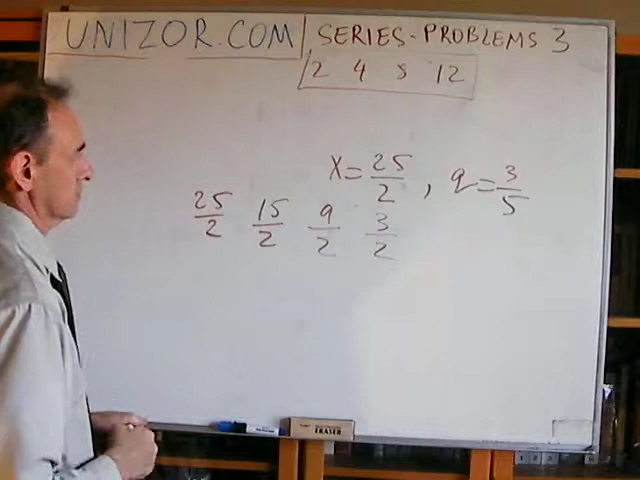 UNIZOR.COM SERIES-PROBLEMS 3
2 4 8 12
x=25/2, q=3/5
25/2 15/2 9/2 3/2
ERASER